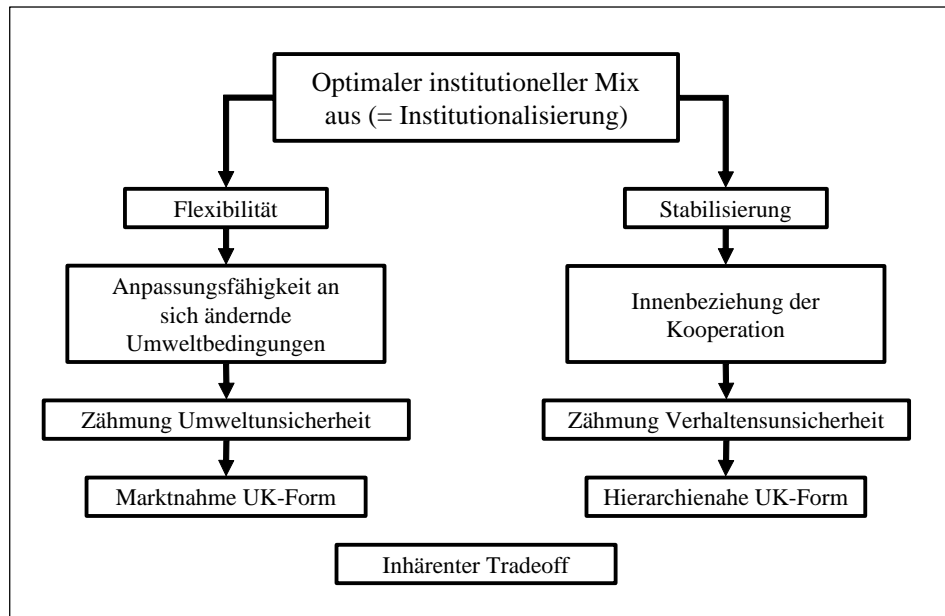 Optimaler institutioneller Mix
aus (= Institutionalisierung)
Flexibilität
Stabilisierung
Anpassungsfähigkeit an
sich ändernde
Umweltbedingungen
Innenbeziehung der
Kooperation
Zähmung Umweltunsicherheit
Zähmung Verhaltensunsicherheit
Marktnahme UK-Form
Hierarchienahe UK-Form
Inhärenter Tradeoff